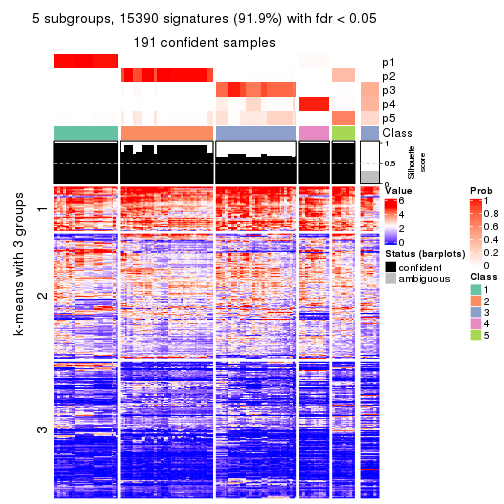 5 subgroups, 15390 signatures (91.9%) with fdr < 0.05
191 confident samples
p1
p2
p3
p4
p5
Class
1
0.5
0
Silhouette
score
k-means with 3 groups
1
2
3
Value
6
4
2
0
Status (barplots)
confident
ambiguous
Prob
1
0.8
0.6
0.4
0.2
0
Class
1
2
3
4
5